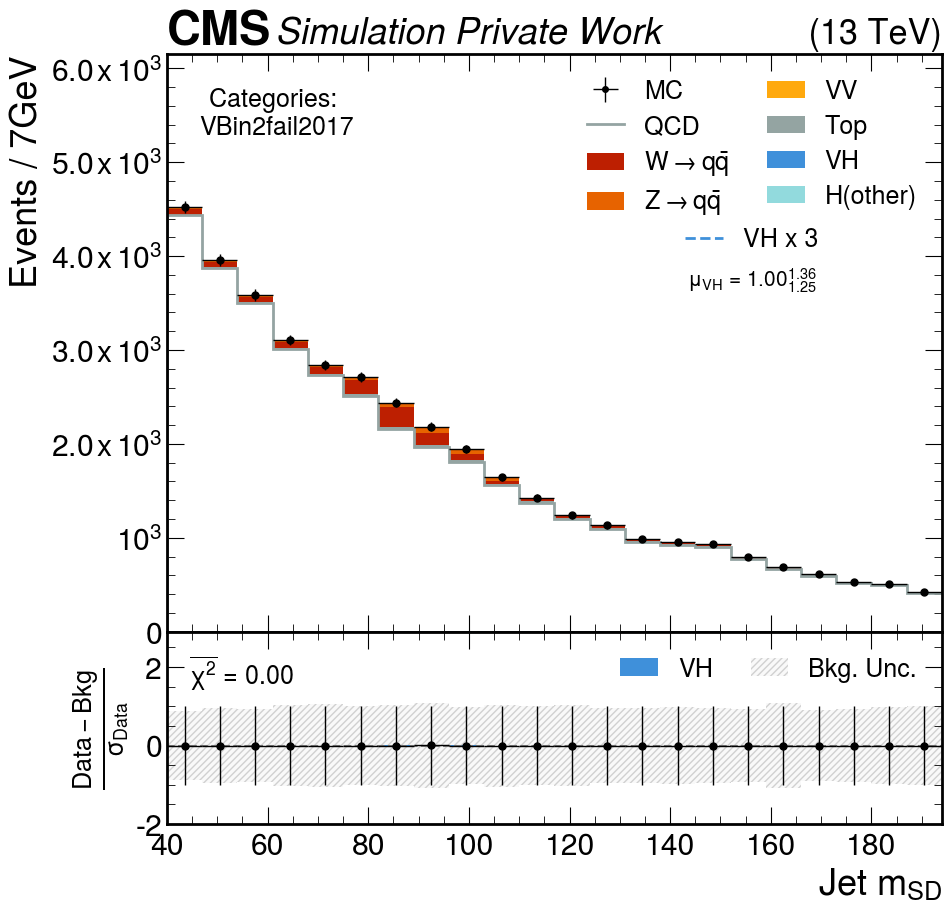 CMS Simulation Private Work (13 TeV)
Events / 7GeV
6.0 x 10³
5.0 x 10³
4.0 x 10³
3.0 x 10³
2.0 x 10³
10³
0
Categories:
VBin2fail2017
MC
QCD
W → qq̄
Z → qq̄
VV
Top
VH
H(other)
VH x 3
μ_VH = 1.00 1.36 1.25
Data – Bkg
σ_Data
2
0
-2
χ² = 0.00
VH
Bkg. Unc.
40 60 80 100 120 140 160 180
Jet m_SD